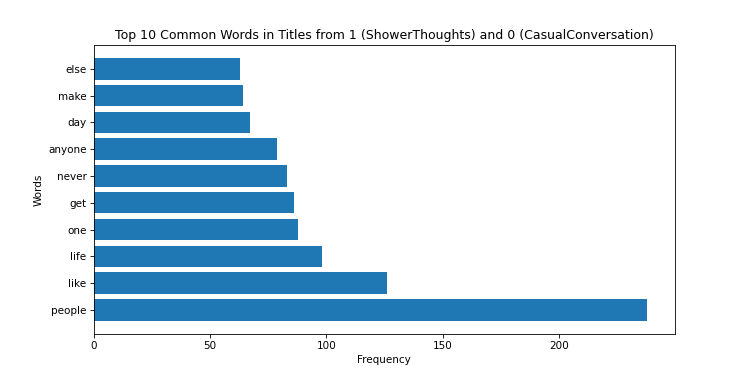 Top 10 Common Words in Titles from 1 (ShowerThoughts) and 0 (CasualConversation)
else
make
day
anyone
never
get
one
life
like
people
Words
0 50 100 150 200
Frequency